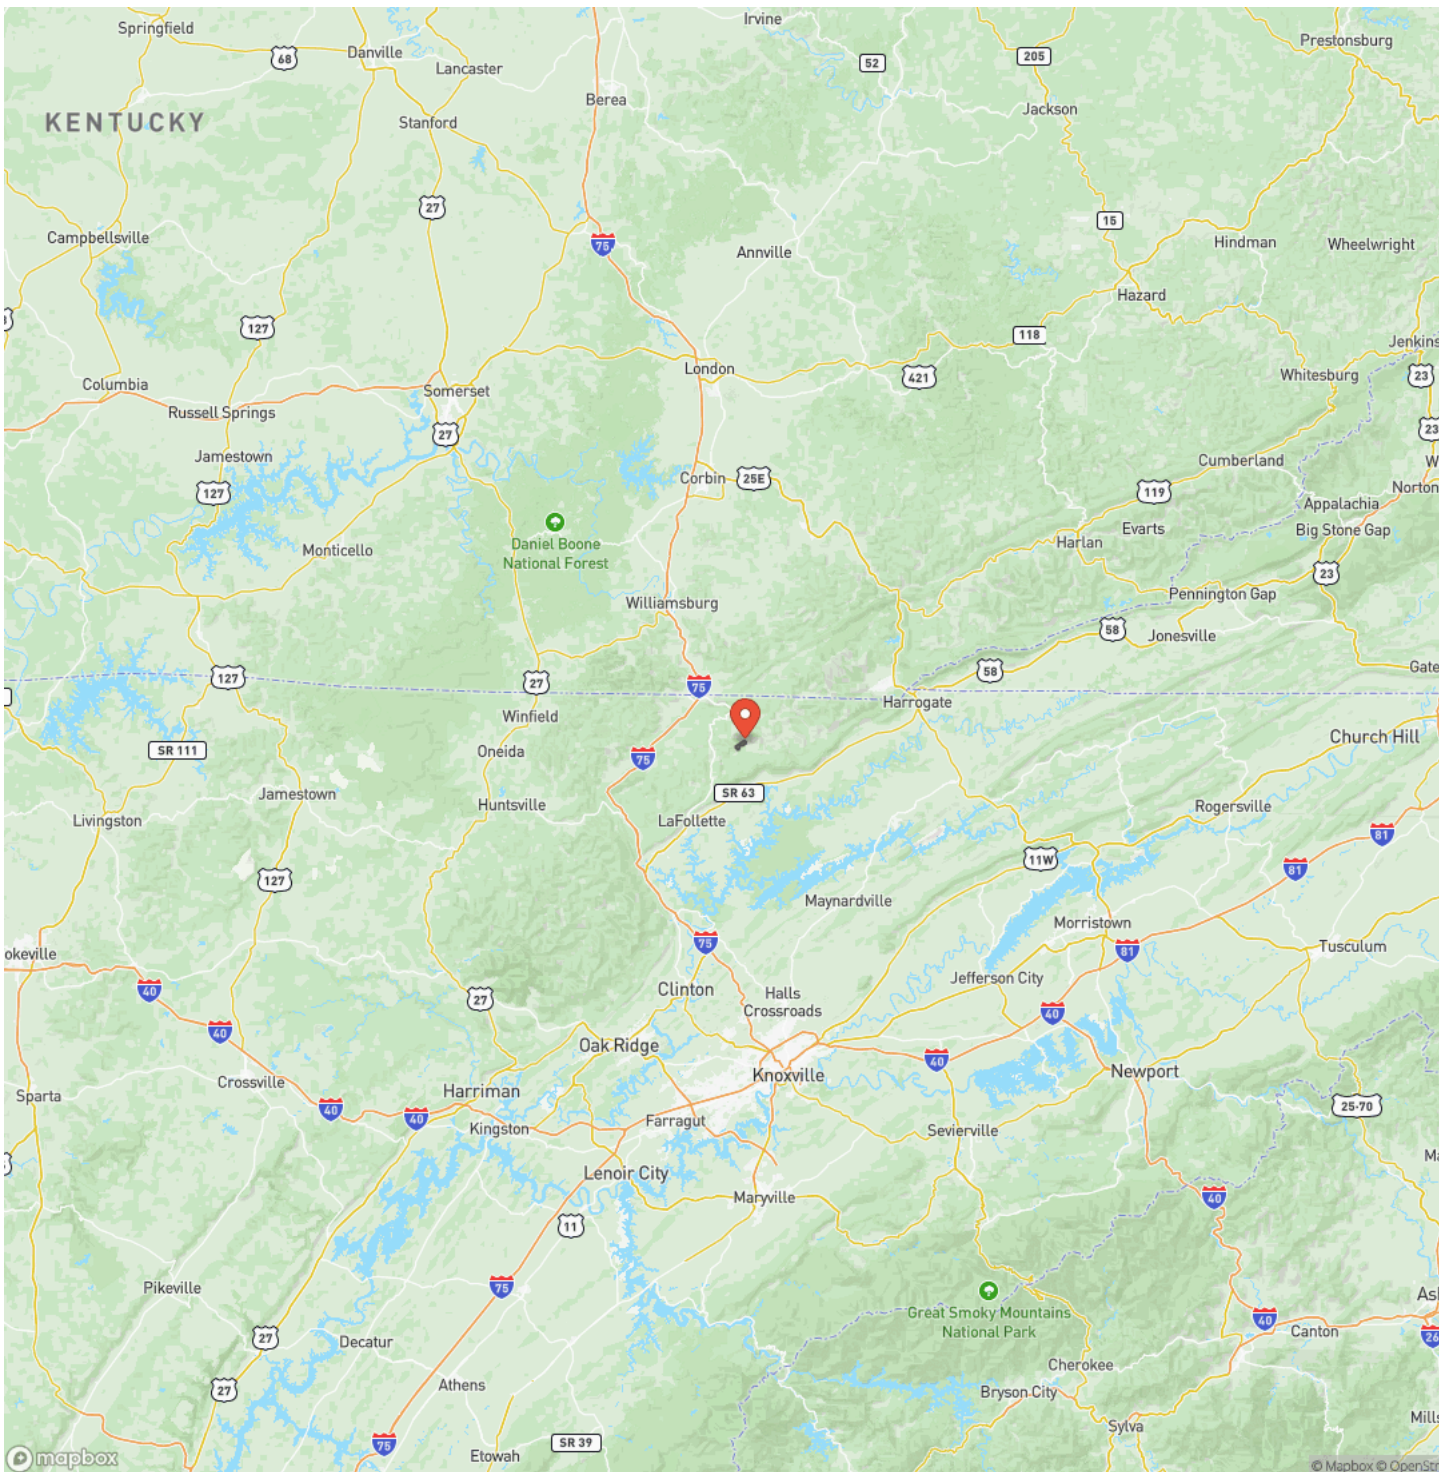 Irvine
Springfield
68
Danville
Lancaster
52
205
Prestonsburg
Berea
Jackson
KENTUCKY
Stanford
27
15
Campbellsville
75
Annville
Hindman
Wheelwright
Hazard
127
118
Jenkins
London
421
Whitesburg
23
Columbia
Somerset
Russell Springs
27
23
Jamestown
Cumberland
127
Corbin
25E
119
Norton
Appalachia
Evarts
Big Stone Gap
Daniel Boone
National Forest
Monticello
Harlan
23
Williamsburg
Pennington Gap
58
Jonesville
127
27
75
58
Gate
Winfield
Harrogate
SR 111
Oneida
75
Church Hill
Jamestown
Huntsville
SR 63
Rogersville
Livingston
LaFollette
81
127
11W
81
Maynardville
Morristown
okeville
75
81
Tusculum
40
Clinton
Jefferson City
27
Halls
Crossroads
40
40
Oak Ridge
40
Crossville
Harriman
Knoxville
Newport
Sparta
40
40
Farragut
25-70
Kingston
Sevierville
Lenoir City
Maryville
40
11
Pikeville
75
Great Smoky Mountains
National Park
40
27
Decatur
Canton
26
Cherokee
27
Athens
Bryson City
Sylva
75
SR 39
Etowah
mapbox
© Mapbox © OpenStr